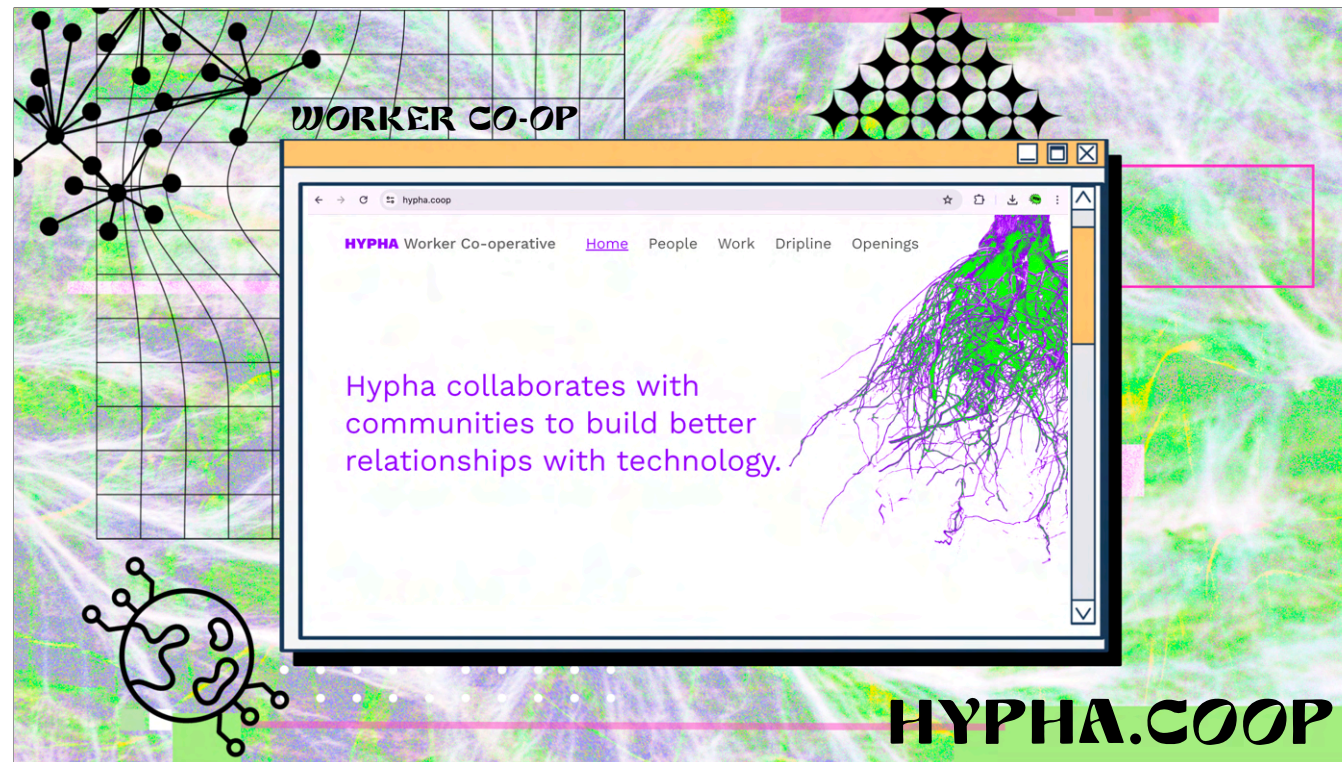 WORKER CO-OP
hypha.coop
HYPHA Worker Co-operative Home People Work Dripline Openings
Hypha collaborates with
communities to build better
relationships with technology.
HYPHA.COOP